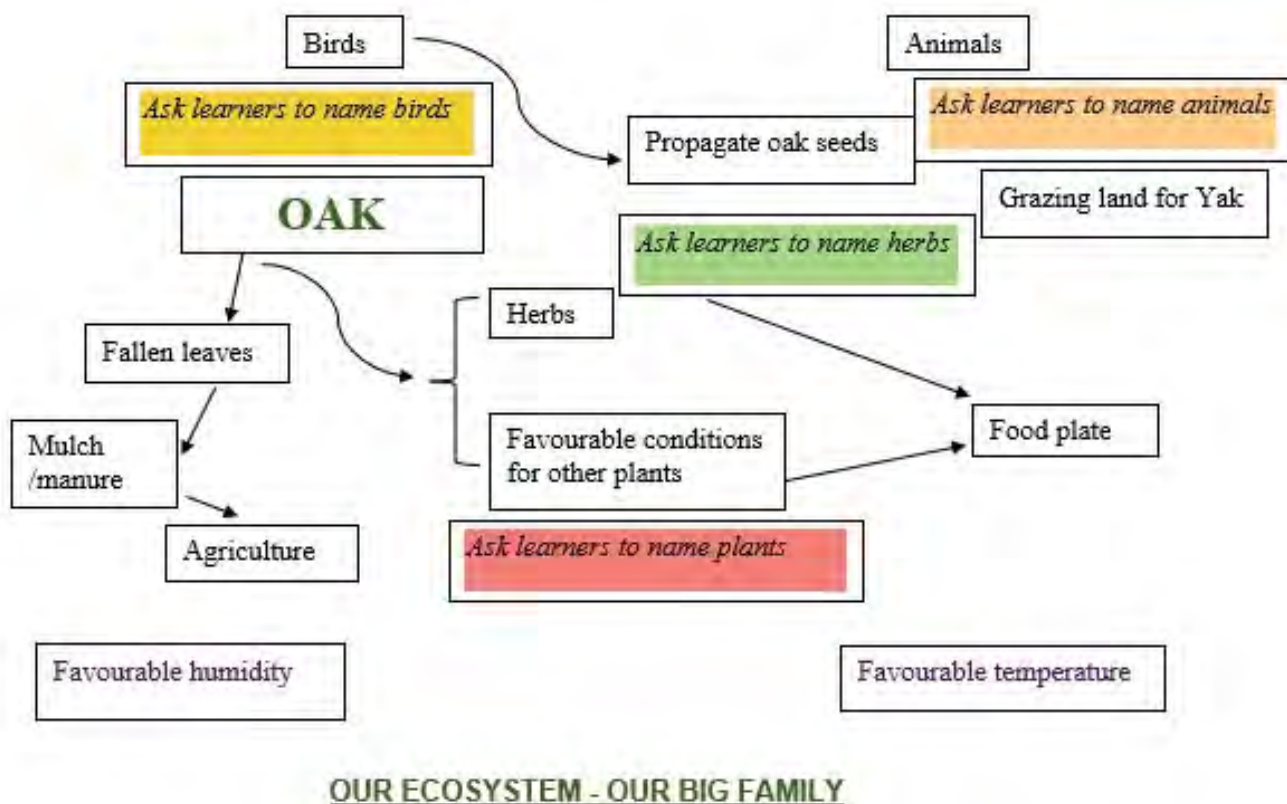 Birds
Animals
Ask learners to name birds
Ask learners to name animals
Propagate oak seeds
OAK
Grazing land for Yak
Ask learners to name herbs
Herbs
Fallen leaves
Favourable conditions
for other plants
Food plate
Mulch
/manure
Agriculture
Ask learners to name plants
Favourable humidity
Favourable temperature
OUR ECOSYSTEM - OUR BIG FAMILY